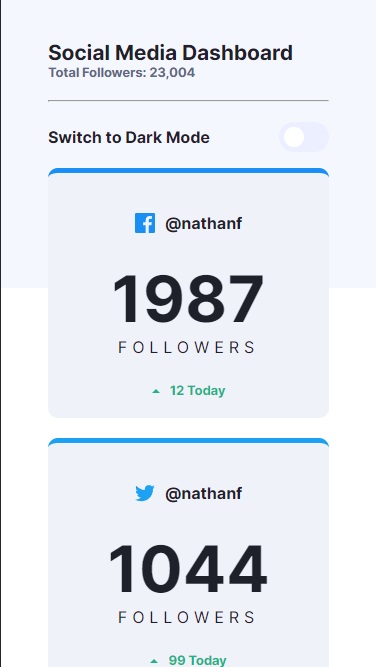 Social Media Dashboard
Total Followers: 23,004
Switch to Dark Mode
@nathanf
1987
FOLLOWERS
12 Today
@nathanf
1044
FOLLOWERS
99 Today